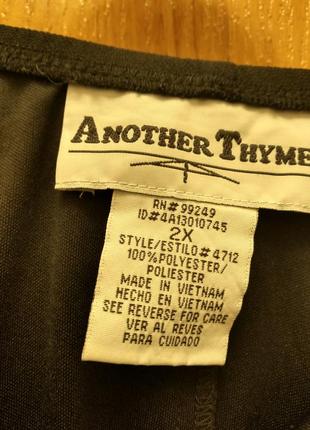 ANOTHER THYME
RN# 99249
ID# 4A13010745
2X
STYLE/ESTILO # 4712
100% POLYESTER/
POLIESTER
MADE IN VIETNAM
HECHO EN VIETNAM
SEE REVERSE FOR CARE
VER AL REVES
PARA CUIDADO